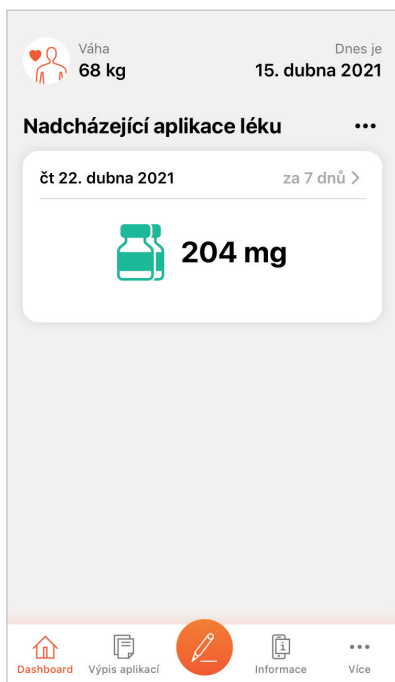 Váha
68 kg
Dnes je
15. dubna 2021
Nadcházející aplikace léku
čt 22. dubna 2021
za 7 dnů >
204 mg
Dashboard
Výpis aplikací
Informace
Více